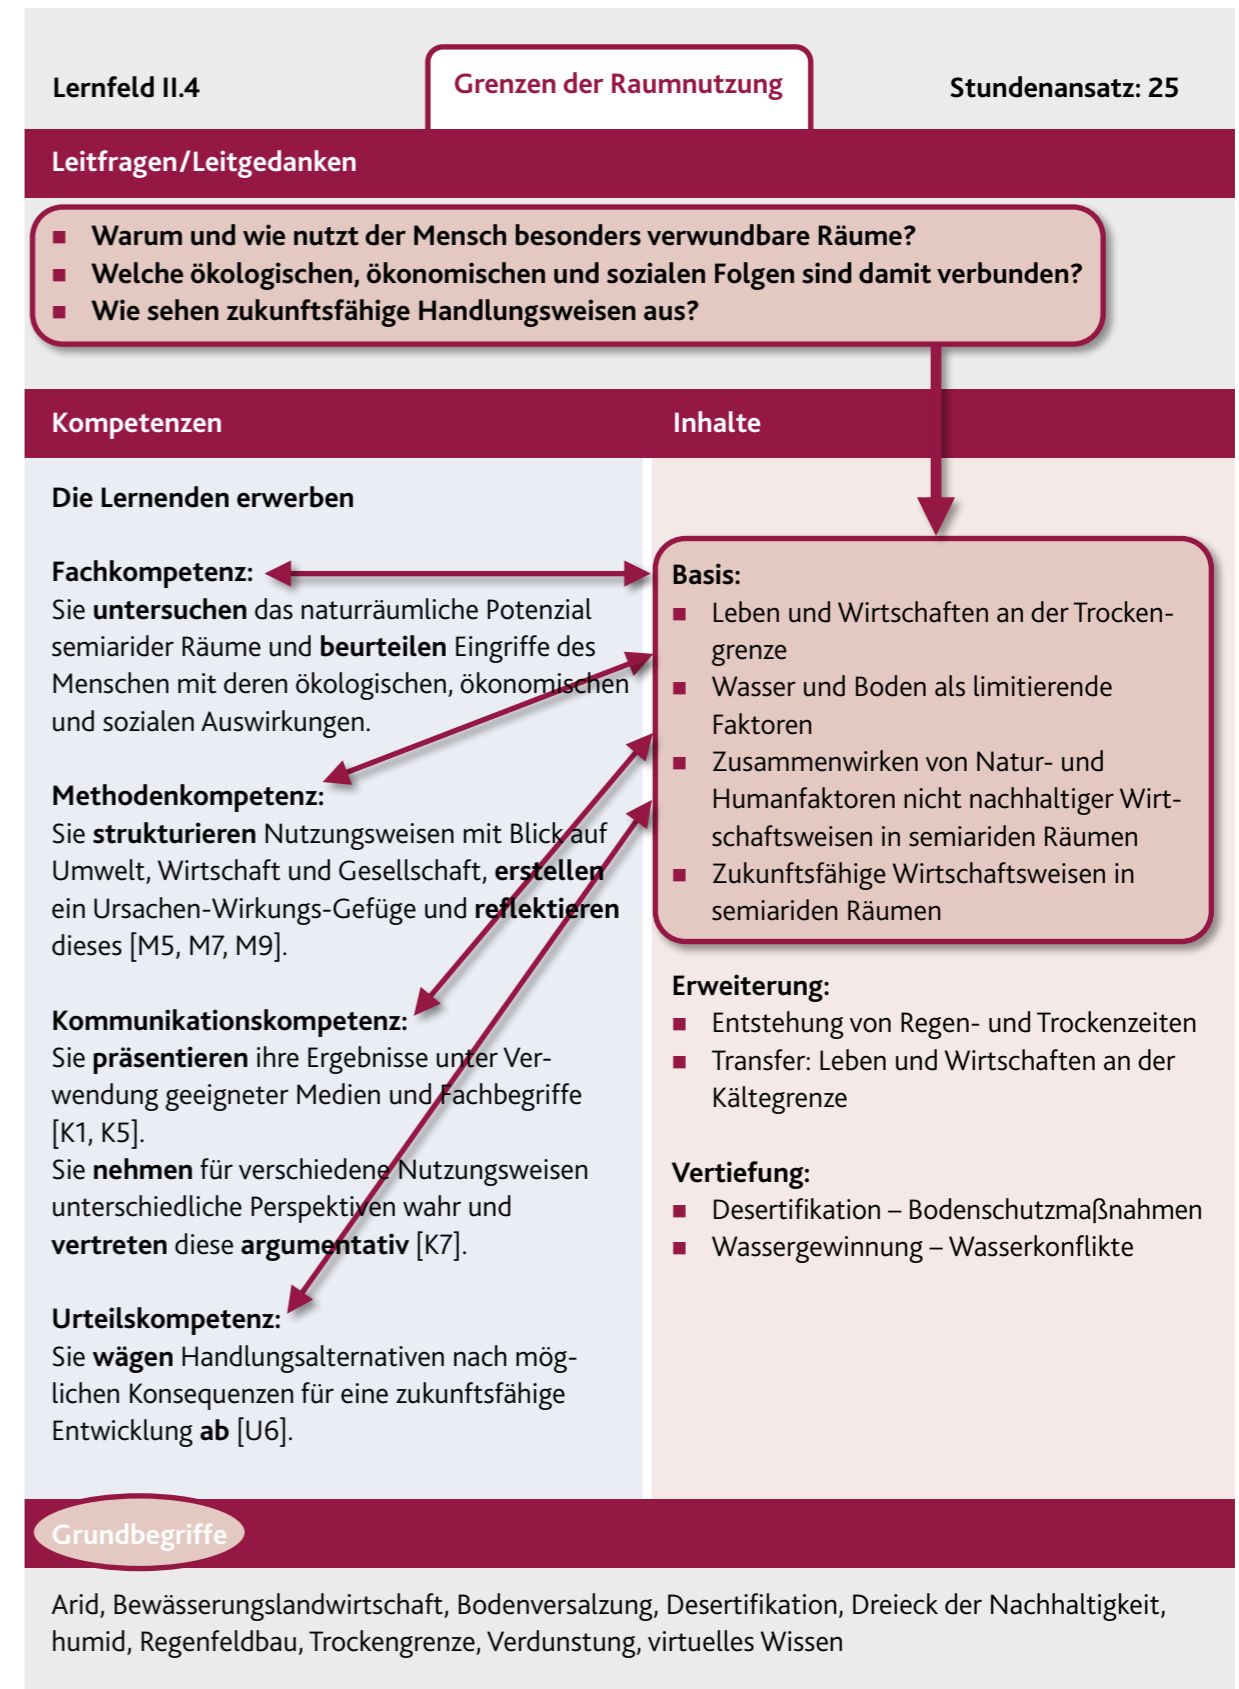 Lernfeld II.4
Grenzen der Raumnutzung
Stundenansatz: 25
Leitfragen/Leitgedanken
■ Warum und wie nutzt der Mensch besonders verwundbare Räume?
■ Welche ökologischen, ökonomischen und sozialen Folgen sind damit verbunden?
■ Wie sehen zukunftsfähige Handlungsweisen aus?
Kompetenzen
Die Lernenden erwerben
Fachkompetenz:
Sie untersuchen das naturräumliche Potenzial
semiarider Räume und beurteilen Eingriffe des
Menschen mit deren ökologischen, ökonomischen
und sozialen Auswirkungen.
Methodenkompetenz:
Sie strukturieren Nutzungsweisen mit Blick auf
Umwelt, Wirtschaft und Gesellschaft, erstellen
ein Ursachen-Wirkungs-Gefüge und reflektieren
dieses [M5, M7, M9].
Kommunikationskompetenz:
Sie präsentieren ihre Ergebnisse unter Ver-
wendung geeigneter Medien und Fachbegriffe
[K1, K5].
Sie nehmen für verschiedene Nutzungsweisen
unterschiedliche Perspektiven wahr und
vertreten diese argumentativ [K7].
Urteilskompetenz:
Sie wägen Handlungsalternativen nach mög-
lichen Konsequenzen für eine zukunftsfähige
Entwicklung ab [U6].
Inhalte
Basis:
■ Leben und Wirtschaften an der Trocken-
grenze
■ Wasser und Boden als limitierende
Faktoren
■ Zusammenwirken von Natur- und
Humanfaktoren nicht nachhaltiger Wirt-
schaftsweisen in semiariden Räumen
■ Zukunftsfähige Wirtschaftsweisen in
semiariden Räumen
Erweiterung:
■ Entstehung von Regen- und Trockenzeiten
■ Transfer: Leben und Wirtschaften an der
Kältegrenze
Vertiefung:
■ Desertifikation – Bodenschutzmaßnahmen
■ Wassergewinnung – Wasserkonflikte
Grundbegriffe
Arid, Bewässerungslandwirtschaft, Bodenversalzung, Desertifikation, Dreieck der Nachhaltigkeit,
humid, Regenfeldbau, Trockengrenze, Verdunstung, virtuelles Wissen